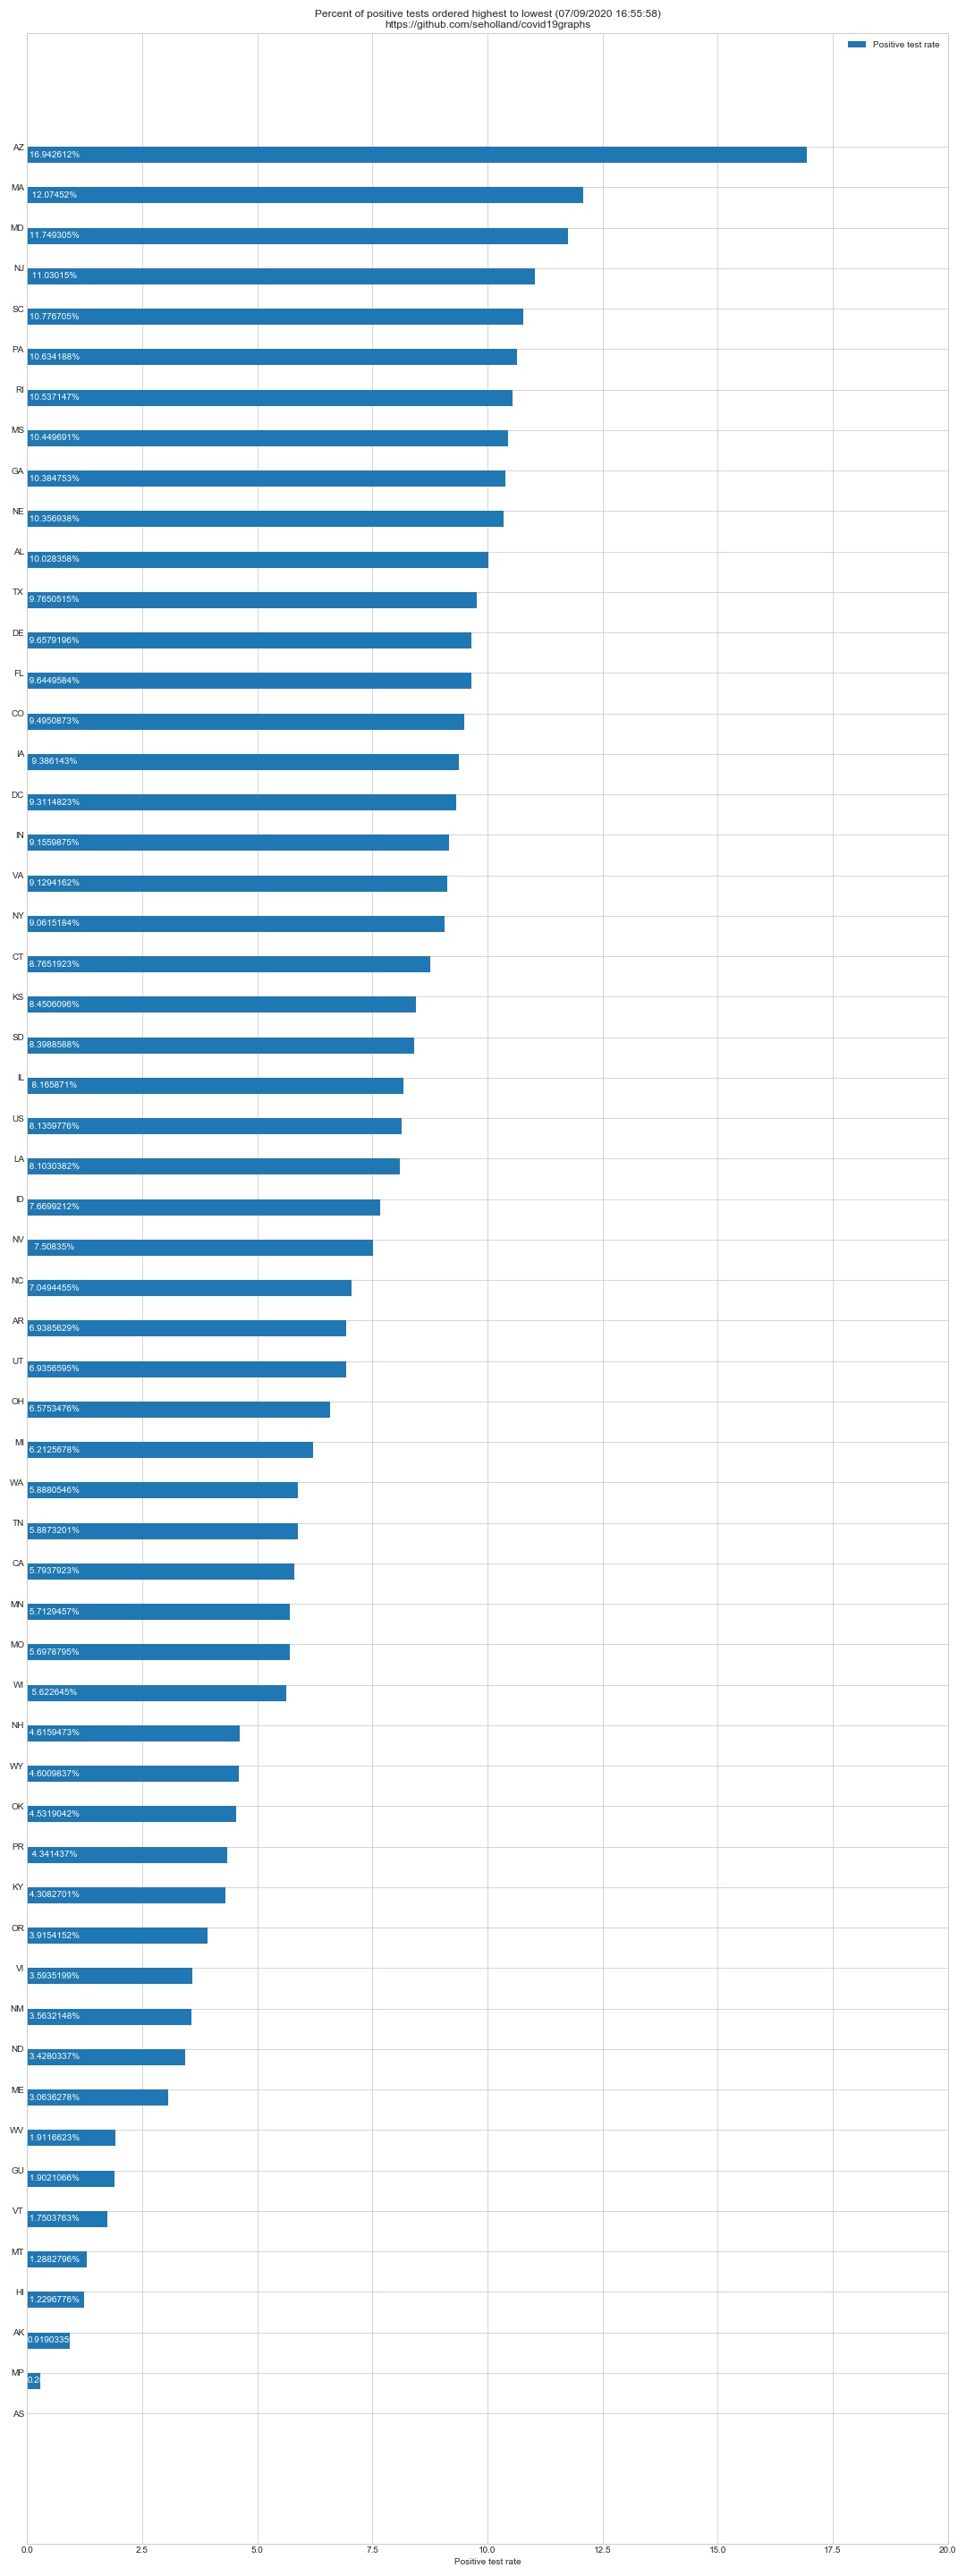 Percent of positive tests ordered highest to lowest (07/09/2020 16:55:58)
https://github.com/seholland/covid19graphs
Positive test rate
AZ 16.942612%
MA 12.07452%
MD 11.749305%
NJ 11.03015%
SC 10.776705%
PA 10.634188%
RI 10.537147%
MS 10.449691%
GA 10.384753%
NE 10.356938%
AL 10.028358%
TX 9.7650515%
DE 9.6579196%
FL 9.6449584%
CO 9.4950873%
IA 9.386143%
DC 9.3114823%
IN 9.1559875%
VA 9.1294162%
NY 9.0615184%
CT 8.7651923%
KS 8.4506096%
SD 8.3988588%
IL 8.165871%
US 8.1359776%
LA 8.1030382%
ID 7.6699212%
NV 7.50835%
NC 7.0494455%
AR 6.9385629%
UT 6.9356595%
OH 6.5753476%
MI 6.2125678%
WA 5.8880546%
TN 5.8873201%
CA 5.7937923%
MN 5.7129457%
MO 5.6978795%
WI 5.622645%
NH 4.6159473%
WY 4.6009837%
OK 4.5319042%
PR 4.341437%
KY 4.3082701%
OR 3.9154152%
VI 3.5935199%
NM 3.5632148%
ND 3.4280337%
ME 3.0636278%
WV 1.9116623%
GU 1.9021066%
VT 1.7503763%
MT 1.2882796%
HI 1.2296776%
AK 0.9190335
MP
AS
0.0 2.5 5.0 7.5 10.0 12.5 15.0 17.5 20.0
Positive test rate